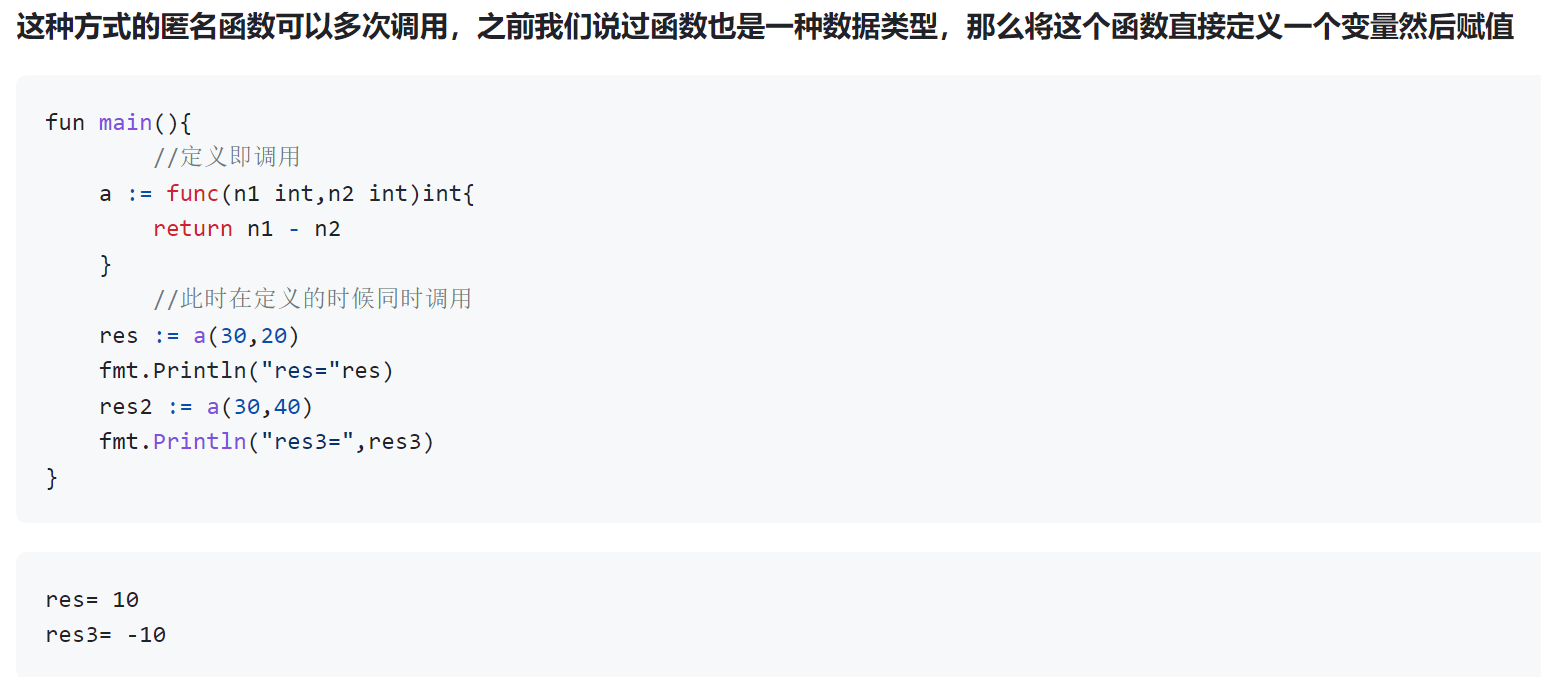 这种方式的匿名函数可以多次调用，之前我们说过函数也是一种数据类型，那么将这个函数直接定义一个变量然后赋值
fun main(){
        //定义即调用
    a := func(n1 int,n2 int)int{
        return n1 - n2
    }
        //此时在定义的时候同时调用
    res := a(30,20)
    fmt.Println("res="res)
    res2 := a(30,40)
    fmt.Println("res3=",res3)
}
res= 10
res3= -10